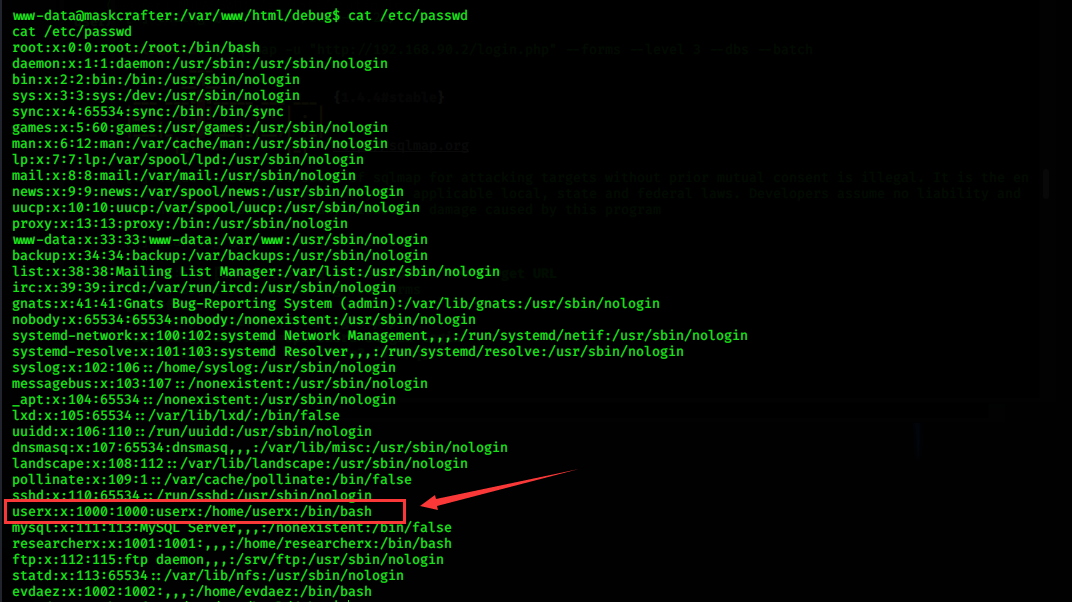 www-data@maskcrafter:/var/www/html/debug$ cat /etc/passwd
cat /etc/passwd
root:x:0:0:root:/root:/bin/bash
daemon:x:1:1:daemon:/usr/sbin:/usr/sbin/nologin
bin:x:2:2:bin:/bin:/usr/sbin/nologin
sys:x:3:3:sys:/dev:/usr/sbin/nologin
sync:x:4:65534:sync:/bin:/bin/sync
games:x:5:60:games:/usr/games:/usr/sbin/nologin
man:x:6:12:man:/var/cache/man:/usr/sbin/nologin
lp:x:7:7:lp:/var/spool/lpd:/usr/sbin/nologin
mail:x:8:8:mail:/var/mail:/usr/sbin/nologin
news:x:9:9:news:/var/spool/news:/usr/sbin/nologin
uucp:x:10:10:uucp:/var/spool/uucp:/usr/sbin/nologin
proxy:x:13:13:proxy:/bin:/usr/sbin/nologin
www-data:x:33:33:www-data:/var/www:/usr/sbin/nologin
backup:x:34:34:backup:/var/backups:/usr/sbin/nologin
list:x:38:38:Mailing List Manager:/var/list:/usr/sbin/nologin
irc:x:39:39:ircd:/var/run/ircd:/usr/sbin/nologin
gnats:x:41:41:Gnats Bug-Reporting System (admin):/var/lib/gnats:/usr/sbin/nologin
nobody:x:65534:65534:nobody:/nonexistent:/usr/sbin/nologin
systemd-network:x:100:102:systemd Network Management,,,:/run/systemd/netif:/usr/sbin/nologin
systemd-resolve:x:101:103:systemd Resolver,,,:/run/systemd/resolve:/usr/sbin/nologin
syslog:x:102:106::/home/syslog:/usr/sbin/nologin
messagebus:x:103:107::/nonexistent:/usr/sbin/nologin
_apt:x:104:65534::/nonexistent:/usr/sbin/nologin
lxd:x:105:65534::/var/lib/lxd/:/bin/false
uuidd:x:106:110::/run/uuidd:/usr/sbin/nologin
dnsmasq:x:107:65534:dnsmasq,,,:/var/lib/misc:/usr/sbin/nologin
landscape:x:108:112::/var/lib/landscape:/usr/sbin/nologin
pollinate:x:109:1::/var/cache/pollinate:/bin/false
sshd:x:110:65534::/run/sshd:/usr/sbin/nologin
userx:x:1000:1000:userx:/home/userx:/bin/bash
mysql:x:111:113:MySQL Server,,,:/nonexistent:/bin/false
researcherx:x:1001:1001:,,,:/home/researcherx:/bin/bash
ftp:x:112:115:ftp daemon,,,:/srv/ftp:/usr/sbin/nologin
statd:x:113:65534::/var/lib/nfs:/usr/sbin/nologin
evdaez:x:1002:1002:,,,:/home/evdaez:/bin/bash